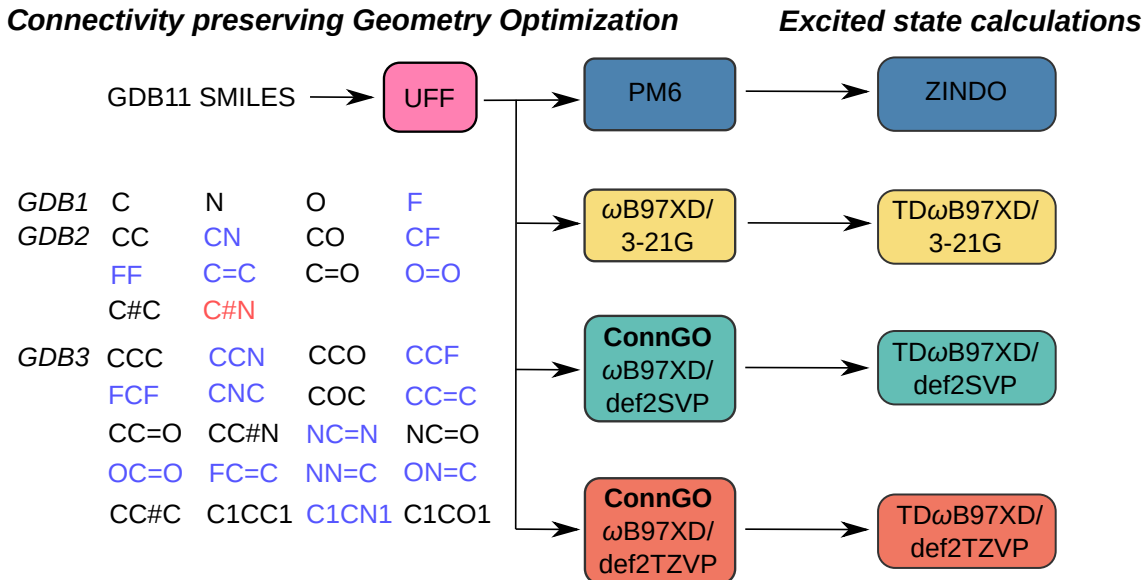 Connectivity preserving Geometry Optimization
Excited state calculations
GDB11 SMILES
UFF
PM6
ZINDO
ωB97XD/
3-21G
TDωB97XD/
3-21G
ConnGO
ωB97XD/
def2SVP
TDωB97XD/
def2SVP
ConnGO
ωB97XD/
def2TZVP
TDωB97XD/
def2TZVP
GDB1 C N O F
GDB2 CC CN CO CF
FF C=C C=O O=O
C#C C#N
GDB3 CCC CCN CCO CCF
FCF CNC COC CC=C
CC=O CC#N NC=N NC=O
OC=O FC=C NN=C ON=C
CC#C C1CC1 C1CN1 C1CO1